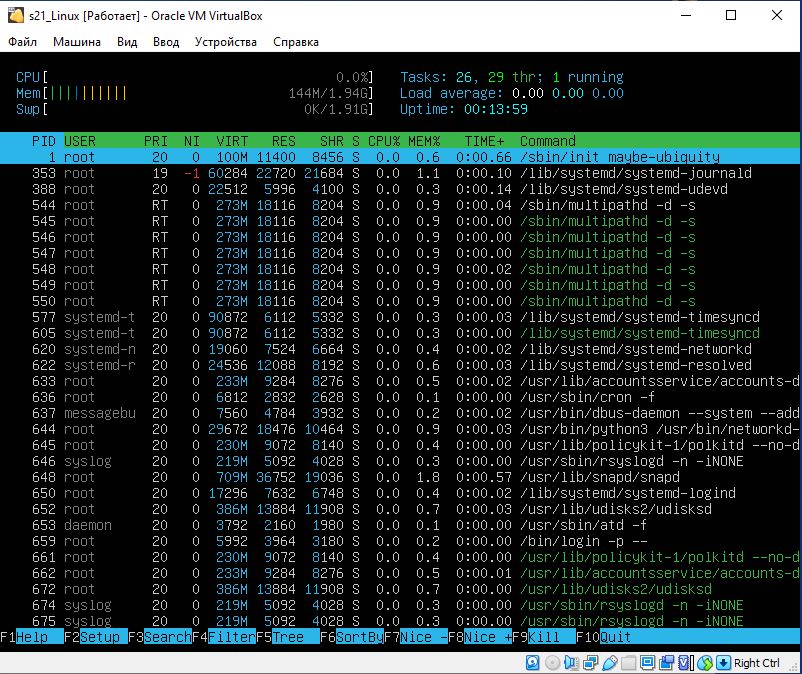 s21_Linux [Работает] - Oracle VM VirtualBox
Файл Машина Вид Ввод Устройства Справка
CPU[ 0.0%] Tasks: 26, 29 thr; 1 running
Mem[|||||||||| 144M/1.94G] Load average: 0.00 0.00 0.00
Swp[ 0K/1.91G] Uptime: 00:13:59
PID USER PRI NI VIRT RES SHR S CPU% MEM% TIME+ Command
1 root 20 0 100M 11400 8456 S 0.0 0.6 0:00.66 /sbin/init maybe-ubiquity
353 root 19 -1 60284 22720 21684 S 0.0 1.1 0:00.10 /lib/systemd/systemd-journald
388 root 20 0 22512 5996 4100 S 0.0 0.3 0:00.14 /lib/systemd/systemd-udevd
544 root RT 0 273M 18116 8204 S 0.0 0.9 0:00.04 /sbin/multipathd -d -s
545 root RT 0 273M 18116 8204 S 0.0 0.9 0:00.00 /sbin/multipathd -d -s
546 root RT 0 273M 18116 8204 S 0.0 0.9 0:00.00 /sbin/multipathd -d -s
547 root RT 0 273M 18116 8204 S 0.0 0.9 0:00.00 /sbin/multipathd -d -s
548 root RT 0 273M 18116 8204 S 0.0 0.9 0:00.02 /sbin/multipathd -d -s
549 root RT 0 273M 18116 8204 S 0.0 0.9 0:00.00 /sbin/multipathd -d -s
550 root RT 0 273M 18116 8204 S 0.0 0.9 0:00.00 /sbin/multipathd -d -s
577 systemd-t 20 0 90872 6112 5332 S 0.0 0.3 0:00.03 /lib/systemd/systemd-timesyncd
605 systemd-t 20 0 90872 6112 5332 S 0.0 0.3 0:00.00 /lib/systemd/systemd-timesyncd
620 systemd-n 20 0 19060 7524 6664 S 0.0 0.4 0:00.02 /lib/systemd/systemd-networkd
622 systemd-r 20 0 24536 12088 8192 S 0.0 0.6 0:00.03 /lib/systemd/systemd-resolved
633 root 20 0 233M 9284 8276 S 0.0 0.5 0:00.02 /usr/lib/accountsservice/accounts-d
636 root 20 0 6812 2832 2628 S 0.0 0.1 0:00.00 /usr/sbin/cron -f
637 messagebu 20 0 7560 4784 3932 S 0.0 0.2 0:00.02 /usr/bin/dbus-daemon --system --add
644 root 20 0 29672 18476 10464 S 0.0 0.9 0:00.03 /usr/bin/python3 /usr/bin/networkd-
645 root 20 0 230M 9072 8140 S 0.0 0.4 0:00.00 /usr/lib/policykit-1/polkitd --no-d
646 syslog 20 0 219M 5092 4028 S 0.0 0.3 0:00.00 /usr/sbin/rsyslogd -n -iNONE
648 root 20 0 709M 36752 19036 S 0.0 1.8 0:00.57 /usr/lib/snapd/snapd
650 root 20 0 17296 7632 6748 S 0.0 0.4 0:00.02 /lib/systemd/systemd-logind
652 root 20 0 386M 13884 11908 S 0.0 0.7 0:00.03 /usr/lib/udisks2/udisksd
653 daemon 20 0 3792 2160 1980 S 0.0 0.1 0:00.00 /usr/sbin/atd -f
659 root 20 0 5992 3964 3180 S 0.0 0.2 0:00.00 /bin/login -p --
661 root 20 0 230M 9072 8140 S 0.0 0.4 0:00.00 /usr/lib/policykit-1/polkitd --no-d
662 root 20 0 233M 9284 8276 S 0.0 0.5 0:00.01 /usr/lib/accountsservice/accounts-d
672 root 20 0 386M 13884 11908 S 0.0 0.7 0:00.00 /usr/lib/udisks2/udisksd
674 syslog 20 0 219M 5092 4028 S 0.0 0.3 0:00.00 /usr/sbin/rsyslogd -n -iNONE
675 syslog 20 0 219M 5092 4028 S 0.0 0.3 0:00.00 /usr/sbin/rsyslogd -n -iNONE
F1Help F2Setup F3SearchF4FilterF5Tree F6SortByF7Nice -F8Nice +F9Kill F10Quit
Right Ctrl